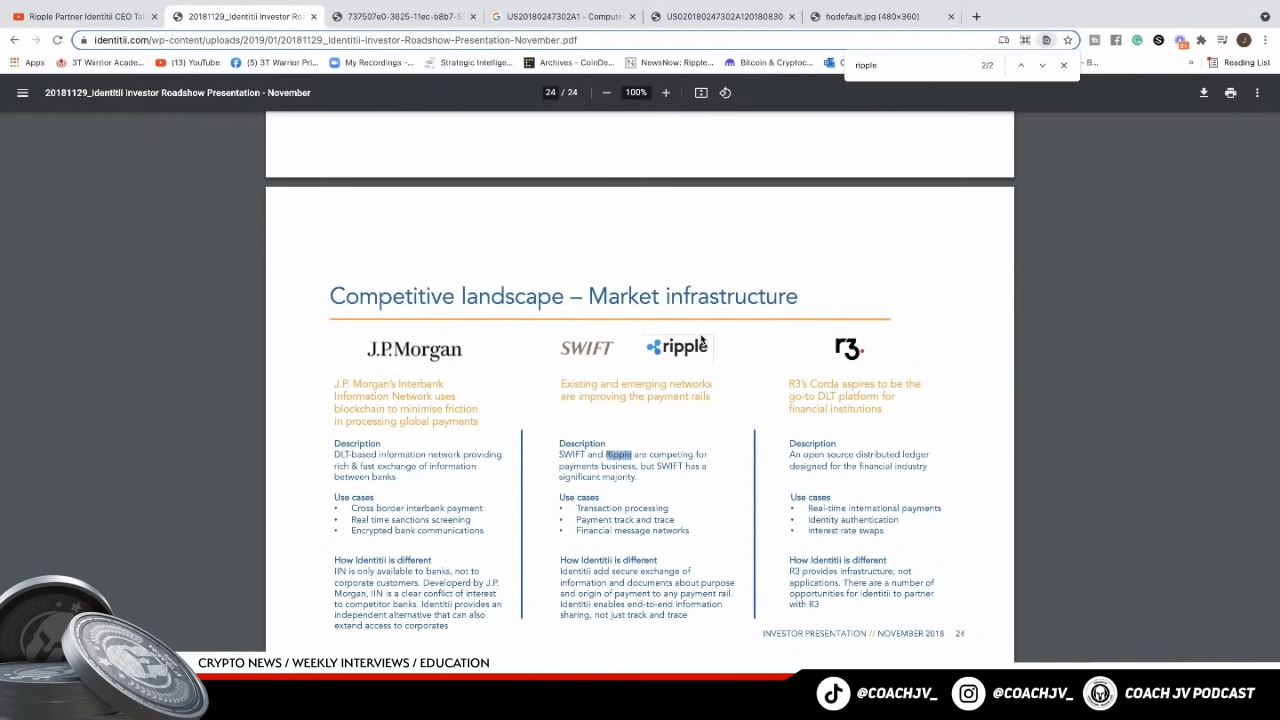 Ripple Partner Identitii CEO Tal
20181129_Identitii Investor Ro
737507e0-3625-11ec-b8b7-5
US20180247302A1 - Compute
US020180247302A120180830
hqdefault.jpg (480×360)
identitii.com/wp-content/uploads/2019/01/20181129_Identitii-Investor-Roadshow-Presentation-November.pdf
Apps
3T Warrior Acade...
(13) YouTube
(5) 3T Warrior Pri...
My Recordings -...
Strategic Intellige...
Archives - CoinDe...
NewsNow: Ripple...
Bitcoin & Cryptoc...
- B...
»
Reading List
ripple
2/2
20181129_Identitii Investor Roadshow Presentation - November
24 / 24
100%
Competitive landscape – Market infrastructure
J.P.Morgan
SWIFT
ripple
r3.
J.P. Morgan's Interbank
Information Network uses
blockchain to minimise friction
in processing global payments
Description
DLT-based information network providing
rich & fast exchange of information
between banks
Use cases
• Cross border interbank payment
• Real time sanctions screening
• Encrypted bank communications
How Identitii is different
IIN is only available to banks, not to
corporate customers. Developerd by J.P.
Morgan, IIN is a clear conflict of interest
to competitor banks. Identitii provides an
independent alternative that can also
extend access to corporates
Existing and emerging networks
are improving the payment rails
Description
SWIFT and Ripple are competing for
payments business, but SWIFT has a
significant majority.
Use cases
• Transaction processing
• Payment track and trace
• Financial message networks
How Identitii is different
Identitii add secure exchange of
information and documents about purpose
and origin of payment to any payment rail.
Identitii enables end-to-end information
sharing, not just track and trace
R3's Corda aspires to be the
go-to DLT platform for
financial institutions
Description
An open source distributed ledger
designed for the financial industry
Use cases
• Real-time international payments
• Identity authentication
• Interest rate swaps
How Identitii is different
R3 provides infrastructure, not
applications. There are a number of
opportunities for Identitii to partner
with R3
INVESTOR PRESENTATION // NOVEMBER 2018 24
CRYPTO NEWS / WEEKLY INTERVIEWS / EDUCATION
@COACHJV_
@COACHJV_
COACH JV PODCAST